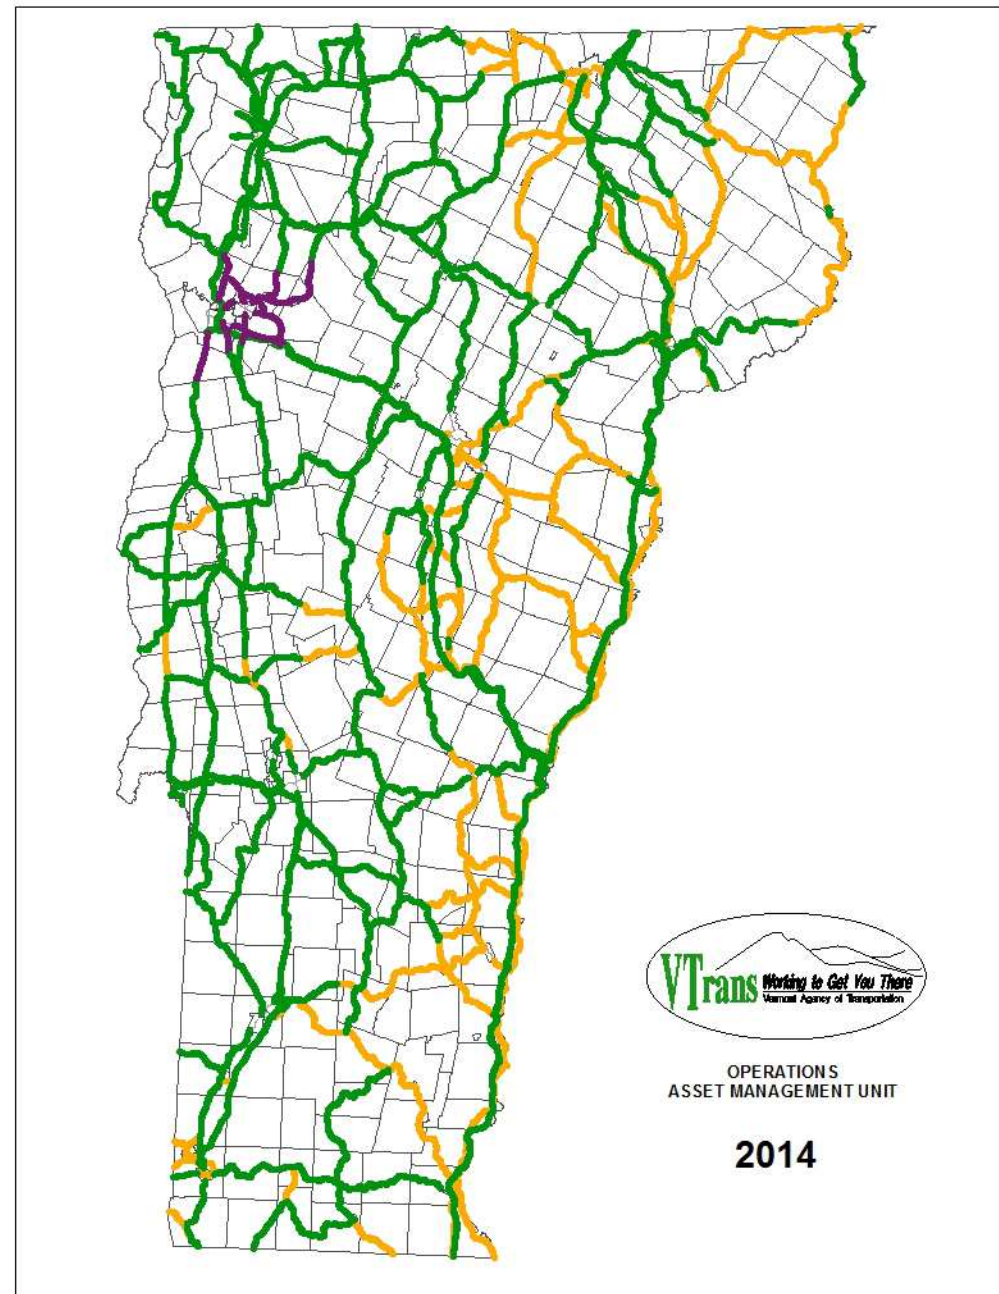 VTrans Working to Get You There
Vermont Agency of Transportation
OPERATIONS
ASSET MANAGEMENT UNIT
2014